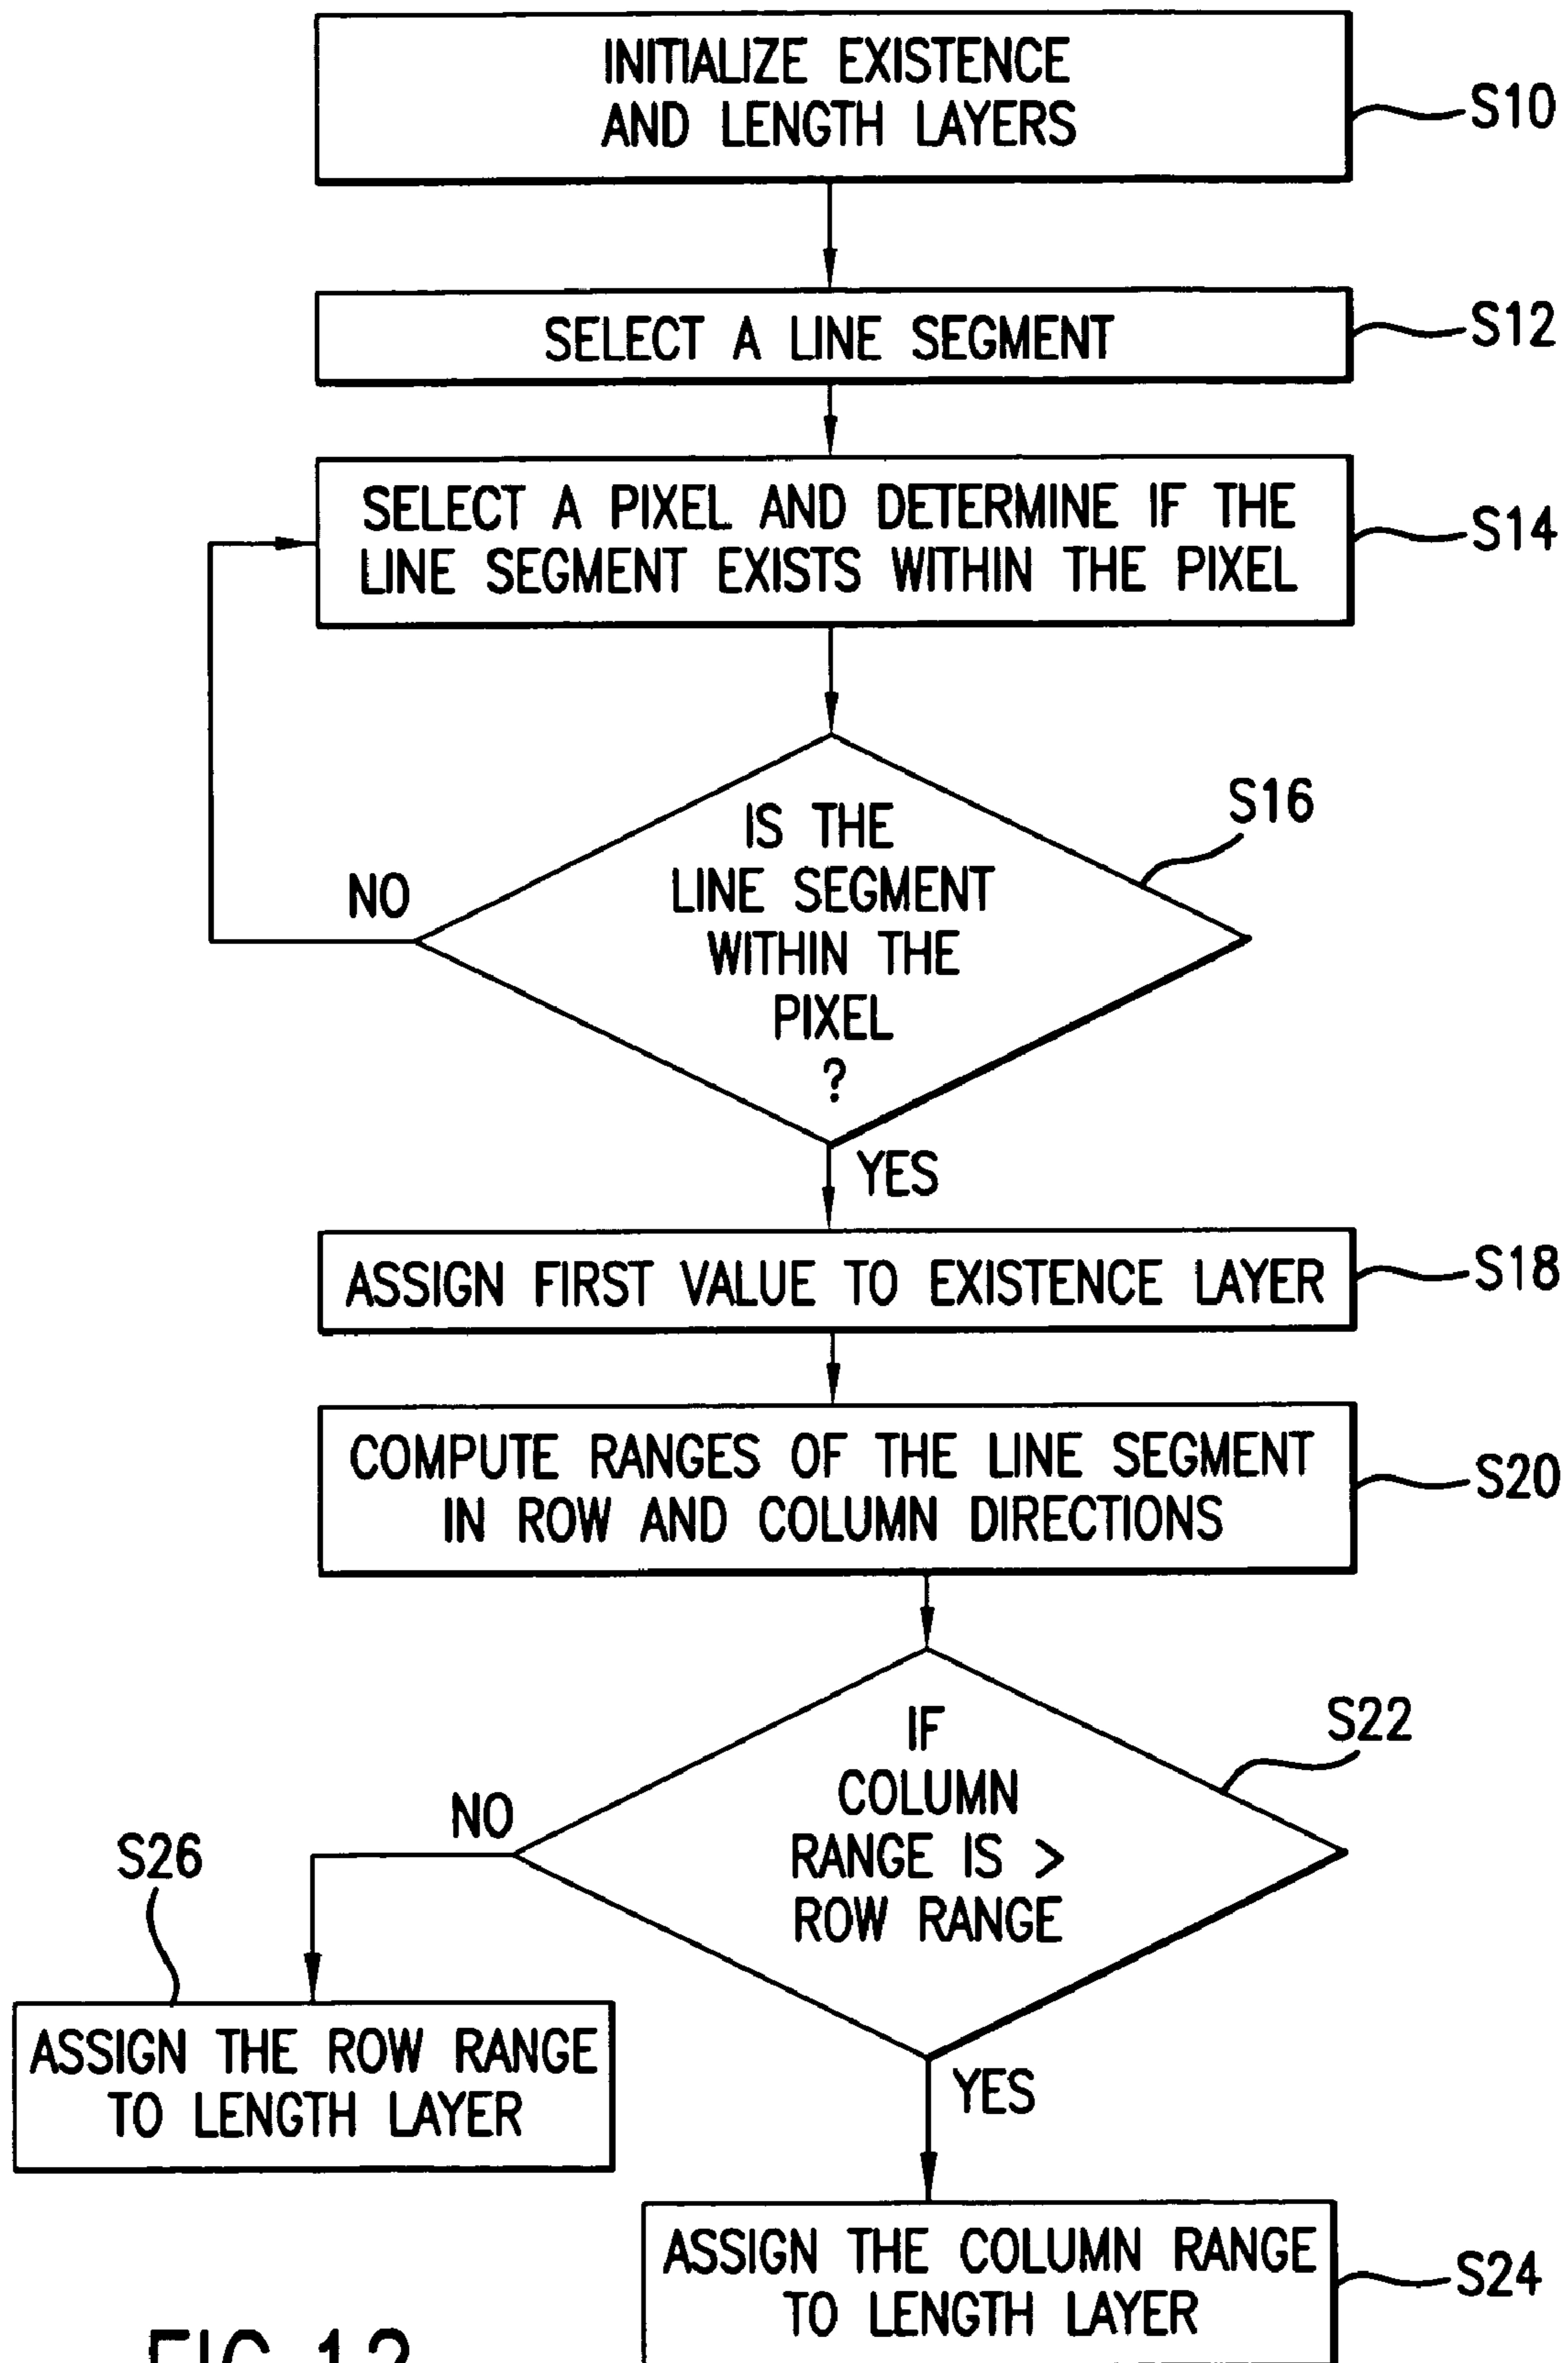 INITIALIZE EXISTENCE
AND LENGTH LAYERS
S10
SELECT A LINE SEGMENT
S12
SELECT A PIXEL AND DETERMINE IF THE
LINE SEGMENT EXISTS WITHIN THE PIXEL
S14
IS THE
LINE SEGMENT
WITHIN THE
PIXEL
?
S16
NO
YES
ASSIGN FIRST VALUE TO EXISTENCE LAYER
S18
COMPUTE RANGES OF THE LINE SEGMENT
IN ROW AND COLUMN DIRECTIONS
S20
IF
COLUMN
RANGE IS >
ROW RANGE
S22
NO
S26
ASSIGN THE ROW RANGE
TO LENGTH LAYER
YES
ASSIGN THE COLUMN RANGE
TO LENGTH LAYER
S24